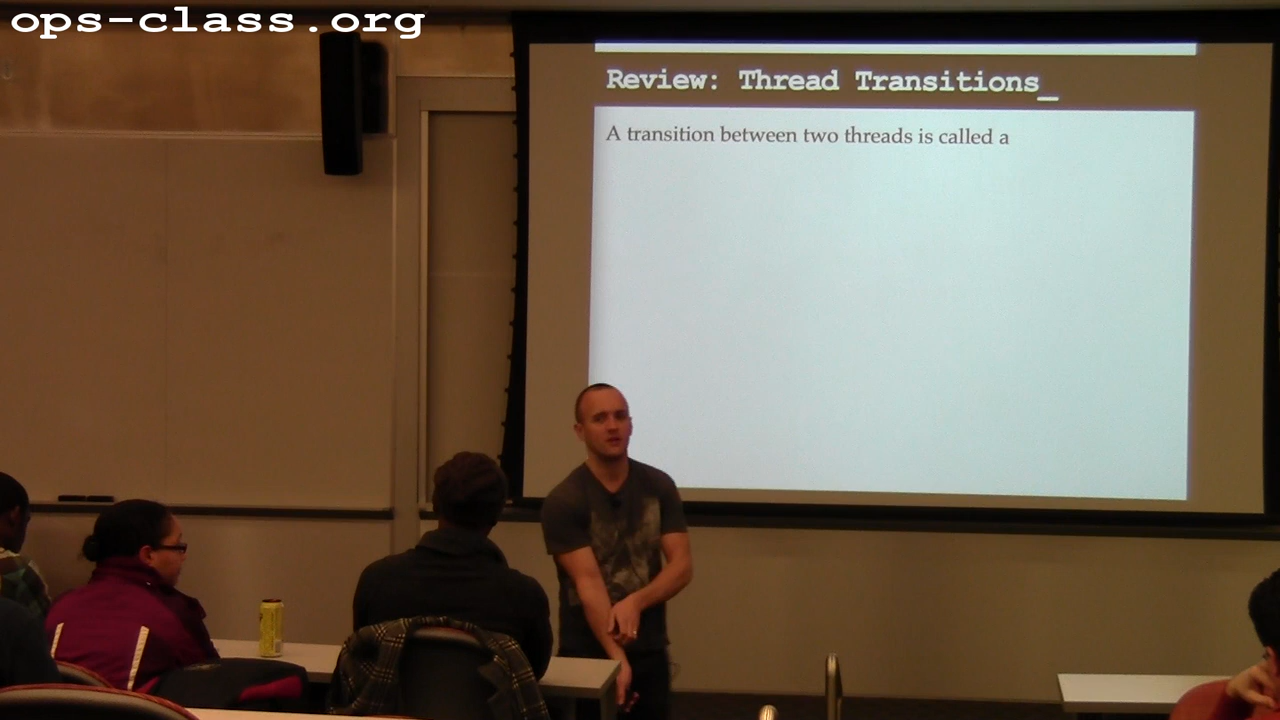 ops-class.org
Review: Thread Transitions_
A transition between two threads is called a